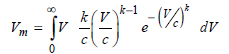 V_m = ∫_0^∞ V k/c (V/c)^{k-1} e^{-(V/c)^k} dV